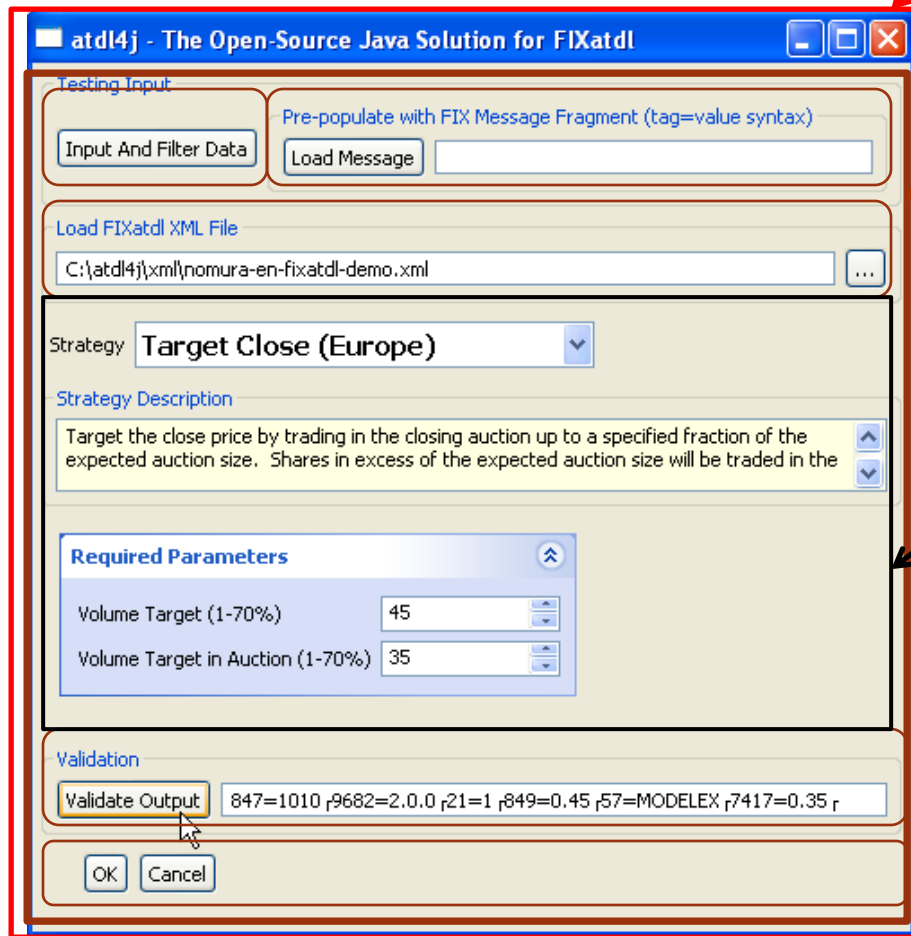 atdl4j - The Open-Source Java Solution for FIXatdl
Testing Input
Input And Filter Data
Pre-populate with FIX Message Fragment (tag=value syntax)
Load Message
Load FIXatdl XML File
C:\atdl4j\xml\nomura-en-fixatdl-demo.xml
...
Strategy Target Close (Europe)
Strategy Description
Target the close price by trading in the closing auction up to a specified fraction of the
expected auction size. Shares in excess of the expected auction size will be traded in the
Required Parameters
Volume Target (1-70%) 45
Volume Target in Auction (1-70%) 35
Validation
Validate Output 847=1010 ┌9682=2.0.0 ┌21=1 ┌849=0.45 ┌57=MODELEX ┌7417=0.35 ┌
OK Cancel